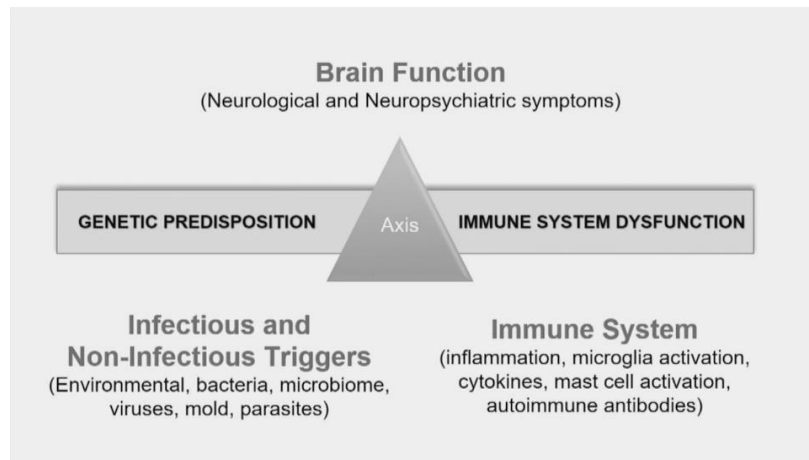 Brain Function
(Neurological and Neuropsychiatric symptoms)
GENETIC PREDISPOSITION
Axis
IMMUNE SYSTEM DYSFUNCTION
Infectious and
Non-Infectious Triggers
(Environmental, bacteria, microbiome,
viruses, mold, parasites)
Immune System
(inflammation, microglia activation,
cytokines, mast cell activation,
autoimmune antibodies)